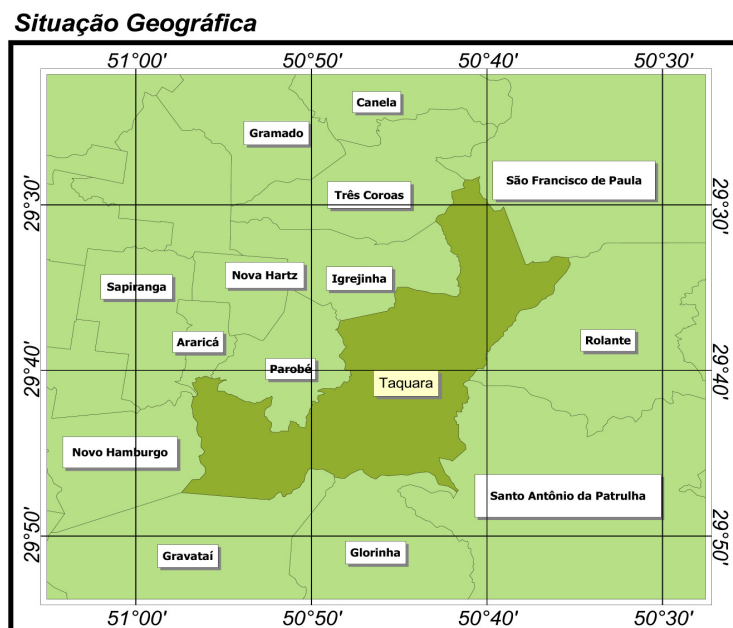 Situação Geográfica
51°00'
50°50'
50°40'
50°30'
Canela
Gramado
São Francisco de Paula
Três Coroas
29°30'
29°30'
Nova Hartz
Igrejinha
Sapiranga
Araricá
Rolante
Parobé
29°40'
29°40'
Taquara
Novo Hamburgo
Santo Antônio da Patrulha
29°50'
29°50'
Gravataí
Glorinha
51°00'
50°50'
50°40'
50°30'